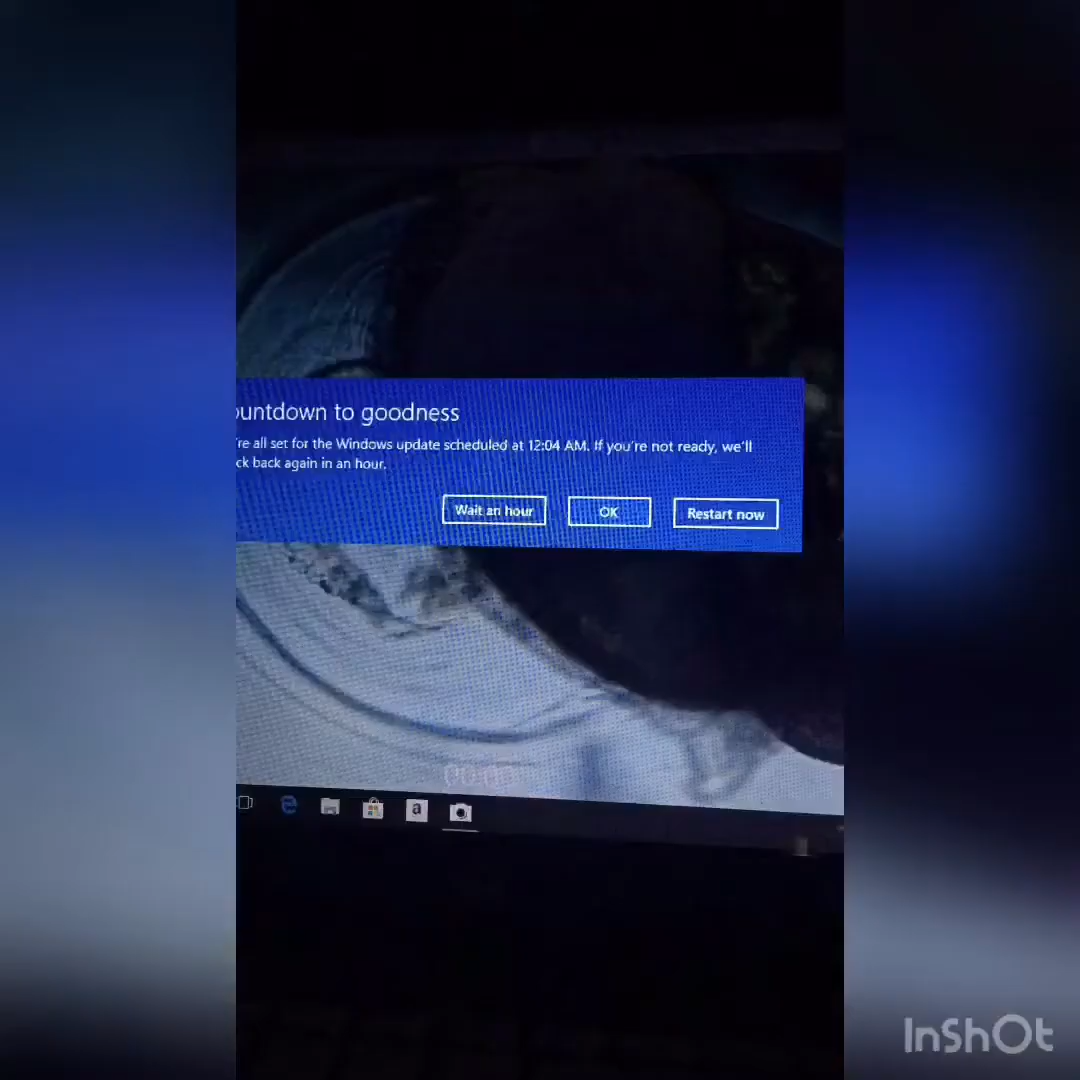 ountdown to goodness
're all set for the Windows update scheduled at 12:04 AM. If you're not ready, we'll
ck back again in an hour.
Wait an hour OK Restart now
a
InShOt